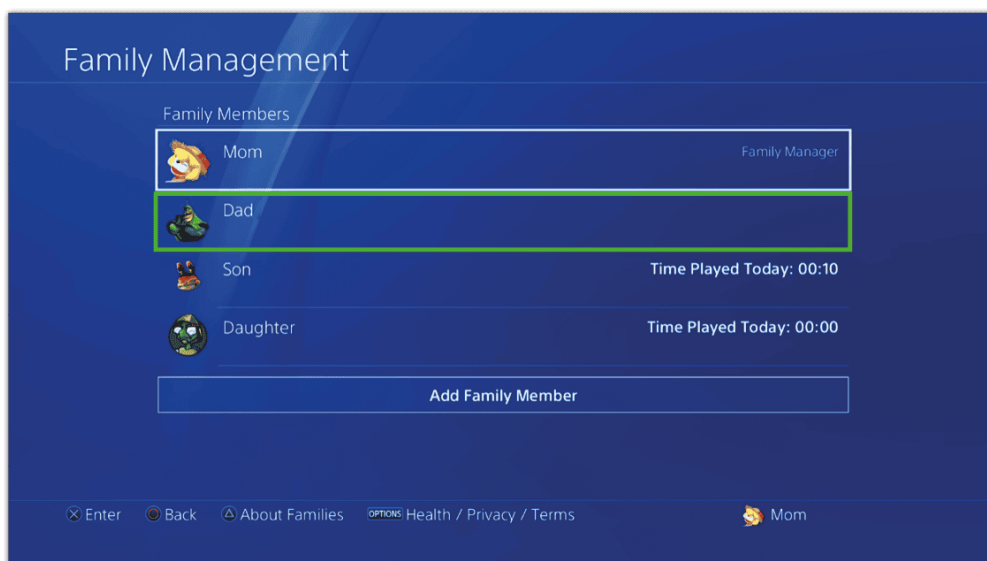 Family Management
Family Members
Mom Family Manager
Dad
Son Time Played Today: 00:10
Daughter Time Played Today: 00:00
Add Family Member
Enter Back About Families OPTIONS Health / Privacy / Terms Mom